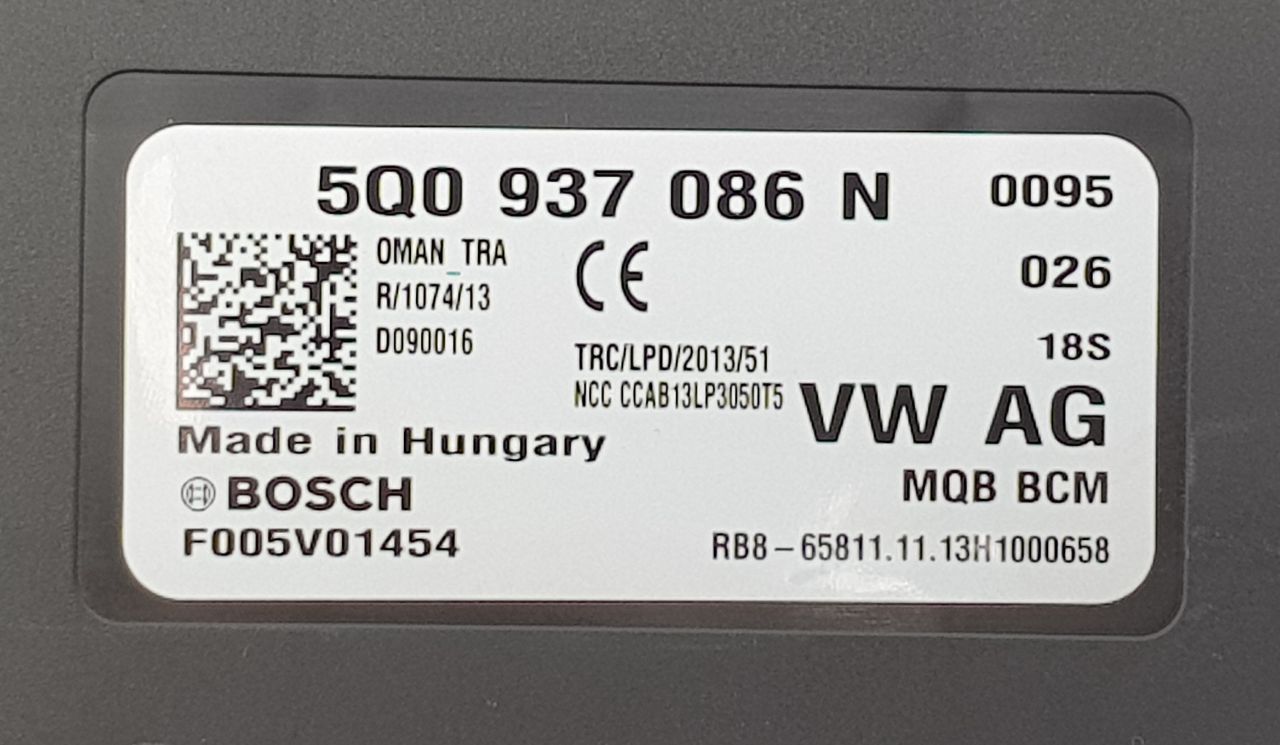 5Q0 937 086 N 0095
OMAN_TRA
R/1074/13
D090016
CE
TRC/LPD/2013/51
NCC CCAB13LP3050T5
026
18S
VW AG
MQB BCM
Made in Hungary
BOSCH
F005V01454
RB8-65811.11.13H1000658